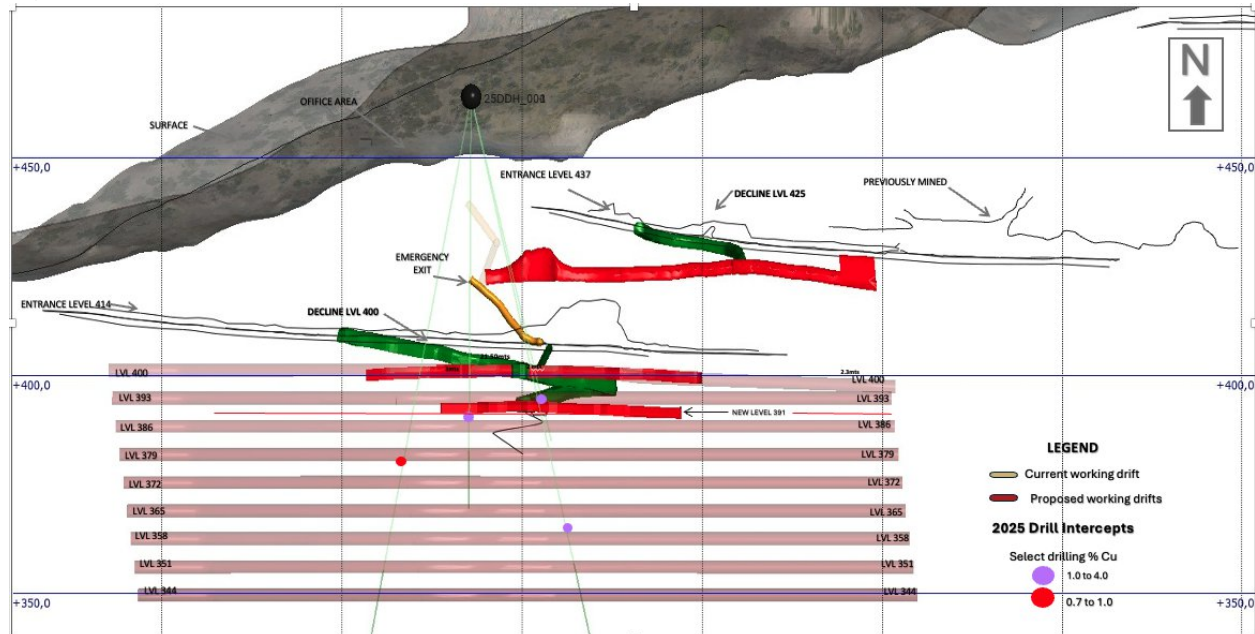 N
25DDH_001
OFIFICE AREA
SURFACE
+450,0
+450,0
ENTRANCE LEVEL 437
DECLINE LVL 425
PREVIOUSLY MINED
EMERGENCY
EXIT
ENTRANCE LEVEL 414
DECLINE LVL 400
21.50mts
2.3mts
LVL 400
LVL 400
+400,0
+400,0
LVL 393
LVL 393
NEW LEVEL 391
LVL 386
LVL 386
LVL 379
LVL 379
LVL 372
LVL 372
LVL 365
LVL 365
LVL 358
LVL 358
LVL 351
LVL 351
LVL 344
LVL 344
+350,0
+350,0
LEGEND
Current working drift
Proposed working drifts
2025 Drill Intercepts
Select drilling % Cu
1.0 to 4.0
0.7 to 1.0